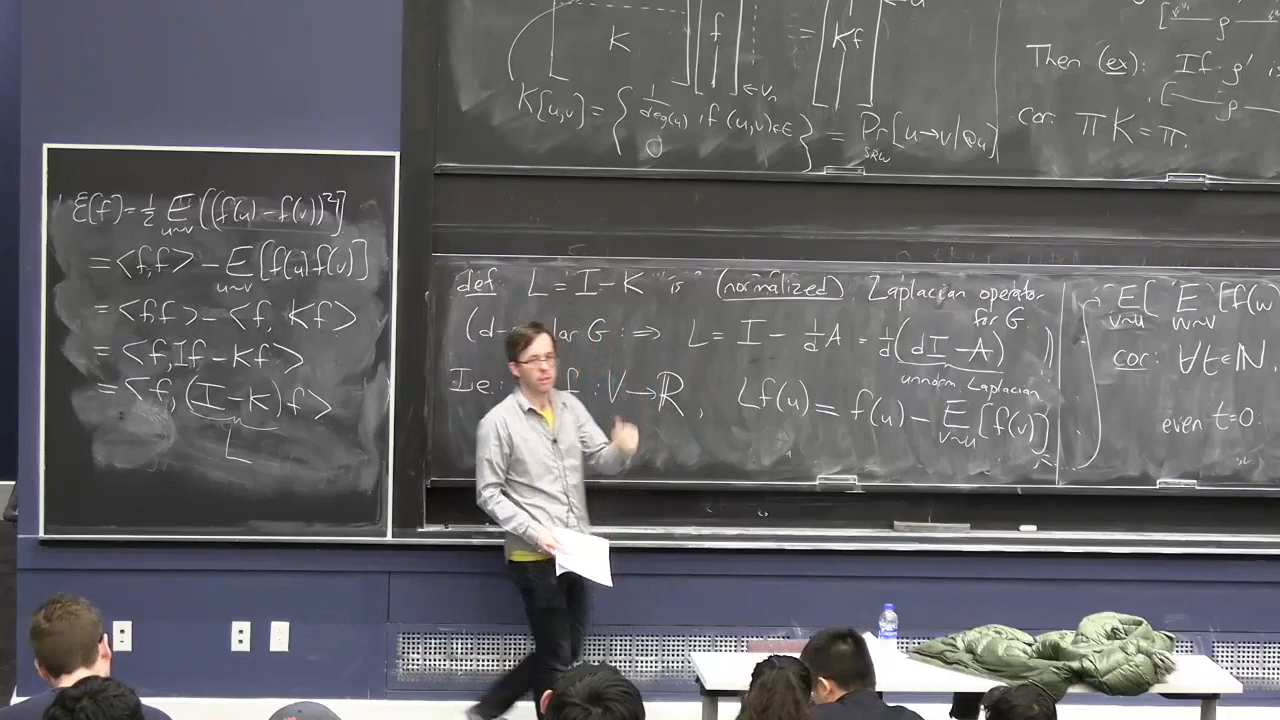 ℰ[f] = ½ E_{u~v} [(f(u) − f(v))²]
= <f,f> − E_{u~v} [f(u)f(v)]
= <f,f> − <f, Kf>
= <f, If − Kf>
= <f, (I − K)f>
L
K [f] = [Kf]
← v_n
K[u,v] = { 1/deg(u) if (u,v)∈E
0 } = Pr_{SRW} [u→v | @u]
ρ
Then (ex): If ρ'
ρ
cor: πK = π.
def: L = I − K is (normalized) Laplacian operator
for G
G : ⇒ L = I − 1/d A = 1/d (dI − A) )
unnorm Laplacian
I.e.: f : V→ℝ, Lf(u) = f(u) − E_{v~u} [f(v)]
E_{v~u} [ E_{w~v} [f(w)
cor: ∀t∈ℕ,
even t=0.